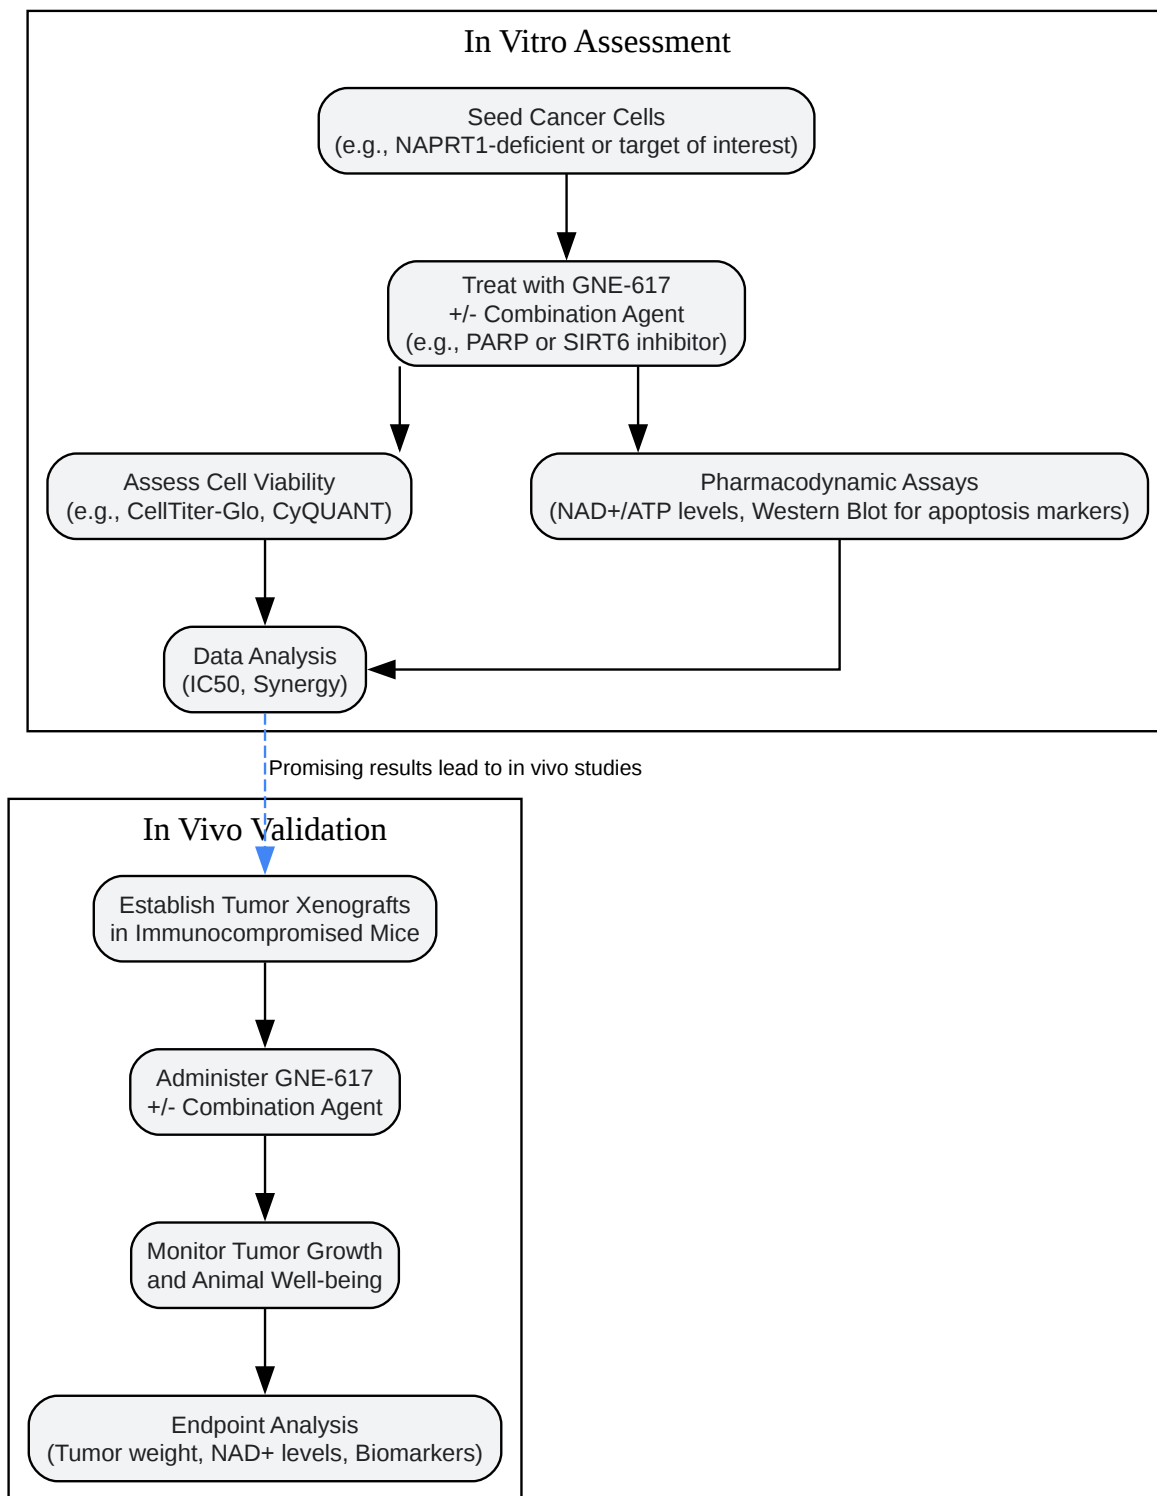 In Vitro Assessment
Seed Cancer Cells
(e.g., NAPRT1-deficient or target of interest)
Treat with GNE-617
+/- Combination Agent
(e.g., PARP or SIRT6 inhibitor)
Assess Cell Viability
(e.g., CellTiter-Glo, CyQUANT)
Pharmacodynamic Assays
(NAD+/ATP levels, Western Blot for apoptosis markers)
Data Analysis
(IC50, Synergy)
Promising results lead to in vivo studies
In Vivo Validation
Establish Tumor Xenografts
in Immunocompromised Mice
Administer GNE-617
+/- Combination Agent
Monitor Tumor Growth
and Animal Well-being
Endpoint Analysis
(Tumor weight, NAD+ levels, Biomarkers)